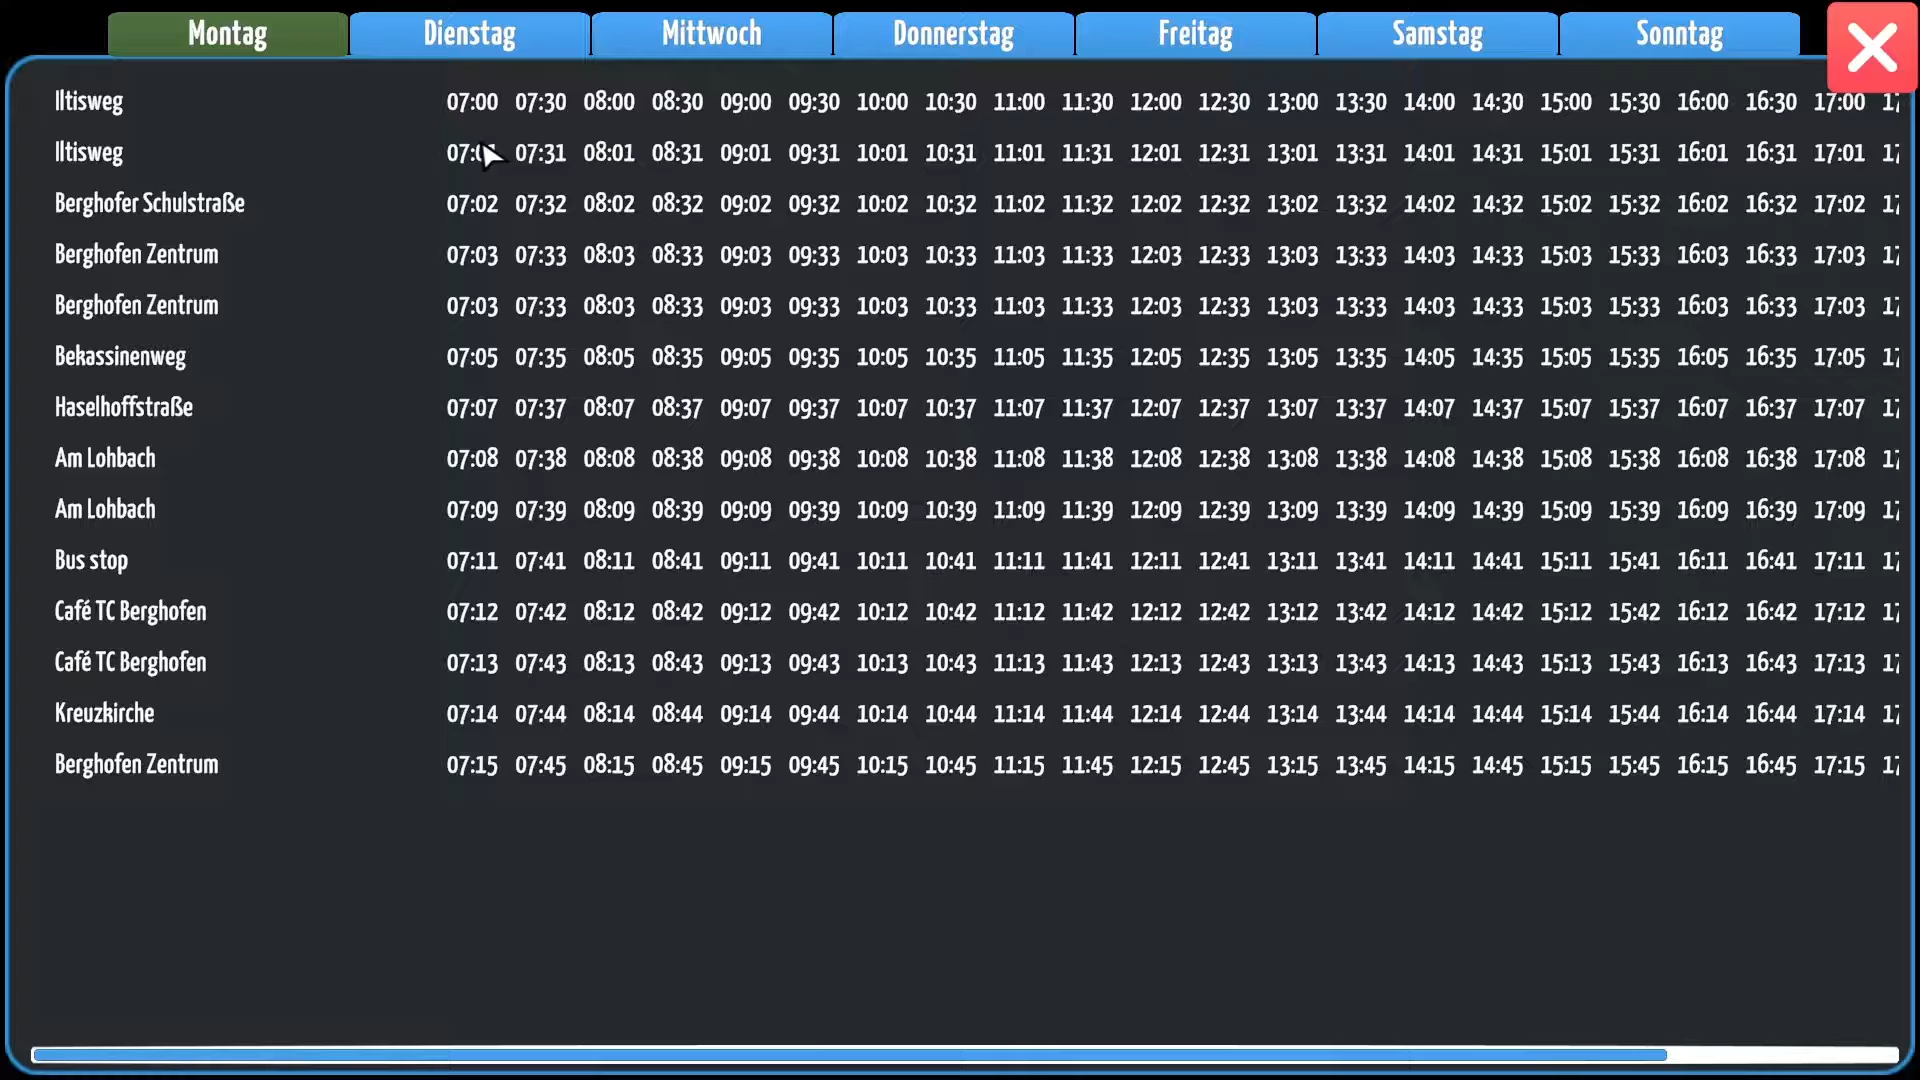 Montag Dienstag Mittwoch Donnerstag Freitag Samstag Sonntag
Iltisweg 07:00 07:30 08:00 08:30 09:00 09:30 10:00 10:30 11:00 11:30 12:00 12:30 13:00 13:30 14:00 14:30 15:00 15:30 16:00 16:30 17:00
Iltisweg 07:31 08:01 08:31 09:01 09:31 10:01 10:31 11:01 11:31 12:01 12:31 13:01 13:31 14:01 14:31 15:01 15:31 16:01 16:31 17:01
Berghofer Schulstraße 07:02 07:32 08:02 08:32 09:02 09:32 10:02 10:32 11:02 11:32 12:02 12:32 13:02 13:32 14:02 14:32 15:02 15:32 16:02 16:32 17:02
Berghofen Zentrum 07:03 07:33 08:03 08:33 09:03 09:33 10:03 10:33 11:03 11:33 12:03 12:33 13:03 13:33 14:03 14:33 15:03 15:33 16:03 16:33 17:03
Berghofen Zentrum 07:03 07:33 08:03 08:33 09:03 09:33 10:03 10:33 11:03 11:33 12:03 12:33 13:03 13:33 14:03 14:33 15:03 15:33 16:03 16:33 17:03
Bekassinenweg 07:05 07:35 08:05 08:35 09:05 09:35 10:05 10:35 11:05 11:35 12:05 12:35 13:05 13:35 14:05 14:35 15:05 15:35 16:05 16:35 17:05
Haselhoffstraße 07:07 07:37 08:07 08:37 09:07 09:37 10:07 10:37 11:07 11:37 12:07 12:37 13:07 13:37 14:07 14:37 15:07 15:37 16:07 16:37 17:07
Am Lohbach 07:08 07:38 08:08 08:38 09:08 09:38 10:08 10:38 11:08 11:38 12:08 12:38 13:08 13:38 14:08 14:38 15:08 15:38 16:08 16:38 17:08
Am Lohbach 07:09 07:39 08:09 08:39 09:09 09:39 10:09 10:39 11:09 11:39 12:09 12:39 13:09 13:39 14:09 14:39 15:09 15:39 16:09 16:39 17:09
Bus stop 07:11 07:41 08:11 08:41 09:11 09:41 10:11 10:41 11:11 11:41 12:11 12:41 13:11 13:41 14:11 14:41 15:11 15:41 16:11 16:41 17:11
Café TC Berghofen 07:12 07:42 08:12 08:42 09:12 09:42 10:12 10:42 11:12 11:42 12:12 12:42 13:12 13:42 14:12 14:42 15:12 15:42 16:12 16:42 17:12
Café TC Berghofen 07:13 07:43 08:13 08:43 09:13 09:43 10:13 10:43 11:13 11:43 12:13 12:43 13:13 13:43 14:13 14:43 15:13 15:43 16:13 16:43 17:13
Kreuzkirche 07:14 07:44 08:14 08:44 09:14 09:44 10:14 10:44 11:14 11:44 12:14 12:44 13:14 13:44 14:14 14:44 15:14 15:44 16:14 16:44 17:14
Berghofen Zentrum 07:15 07:45 08:15 08:45 09:15 09:45 10:15 10:45 11:15 11:45 12:15 12:45 13:15 13:45 14:15 14:45 15:15 15:45 16:15 16:45 17:15